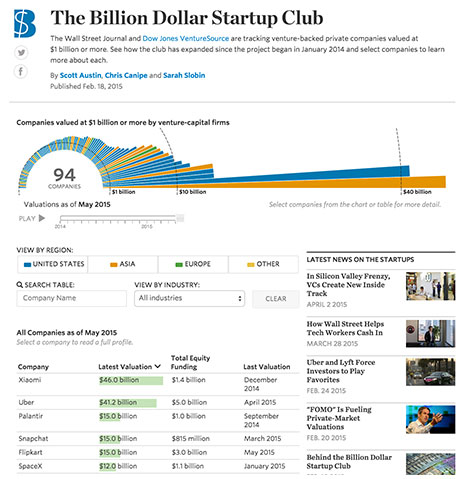 The Billion Dollar Startup Club
The Wall Street Journal and Dow Jones VentureSource are tracking venture-backed private companies valued at
$1 billion or more. See how the club has expanded since the project began in January 2014 and select companies to learn
more about each.
By Scott Austin, Chris Canipe and Sarah Slobin
Published Feb. 18, 2015
Companies valued at $1 billion or more by venture-capital firms
94
COMPANIES
$1 billion
$10 billion
$40 billion
Valuations as of May 2015
Select companies from the chart or table for more detail.
PLAY
2014
2015
VIEW BY REGION:
UNITED STATES
ASIA
EUROPE
OTHER
SEARCH TABLE:
VIEW BY INDUSTRY:
Company Name
All industries
CLEAR
All Companies as of May 2015
Select a company to read a full profile.
Company
Latest Valuation
Total Equity
Funding
Last Valuation
Xiaomi
$46.0 billion
$1.4 billion
December
2014
Uber
$41.2 billion
$5.0 billion
April 2015
Palantir
$15.0 billion
$1.0 billion
September
2014
Snapchat
$15.0 billion
$815 million
March 2015
Flipkart
$15.0 billion
$3.0 billion
May 2015
SpaceX
$12.0 billion
$1.1 billion
January 2015
LATEST NEWS ON THE STARTUPS
In Silicon Valley Frenzy,
VCs Create New Inside
Track
APRIL 2 2015
How Wall Street Helps
Tech Workers Cash In
MARCH 28 2015
Uber and Lyft Force
Investors to Play
Favorites
FEB. 24 2015
"FOMO" Is Fueling
Private-Market
Valuations
FEB. 20 2015
Behind the Billion Dollar
Startup Club